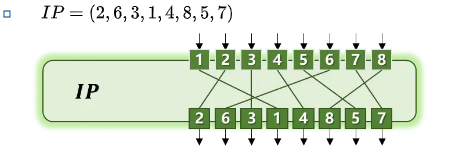 IP = (2, 6, 3, 1, 4, 8, 5, 7)
1 2 3 4 5 6 7 8
IP
2 6 3 1 4 8 5 7